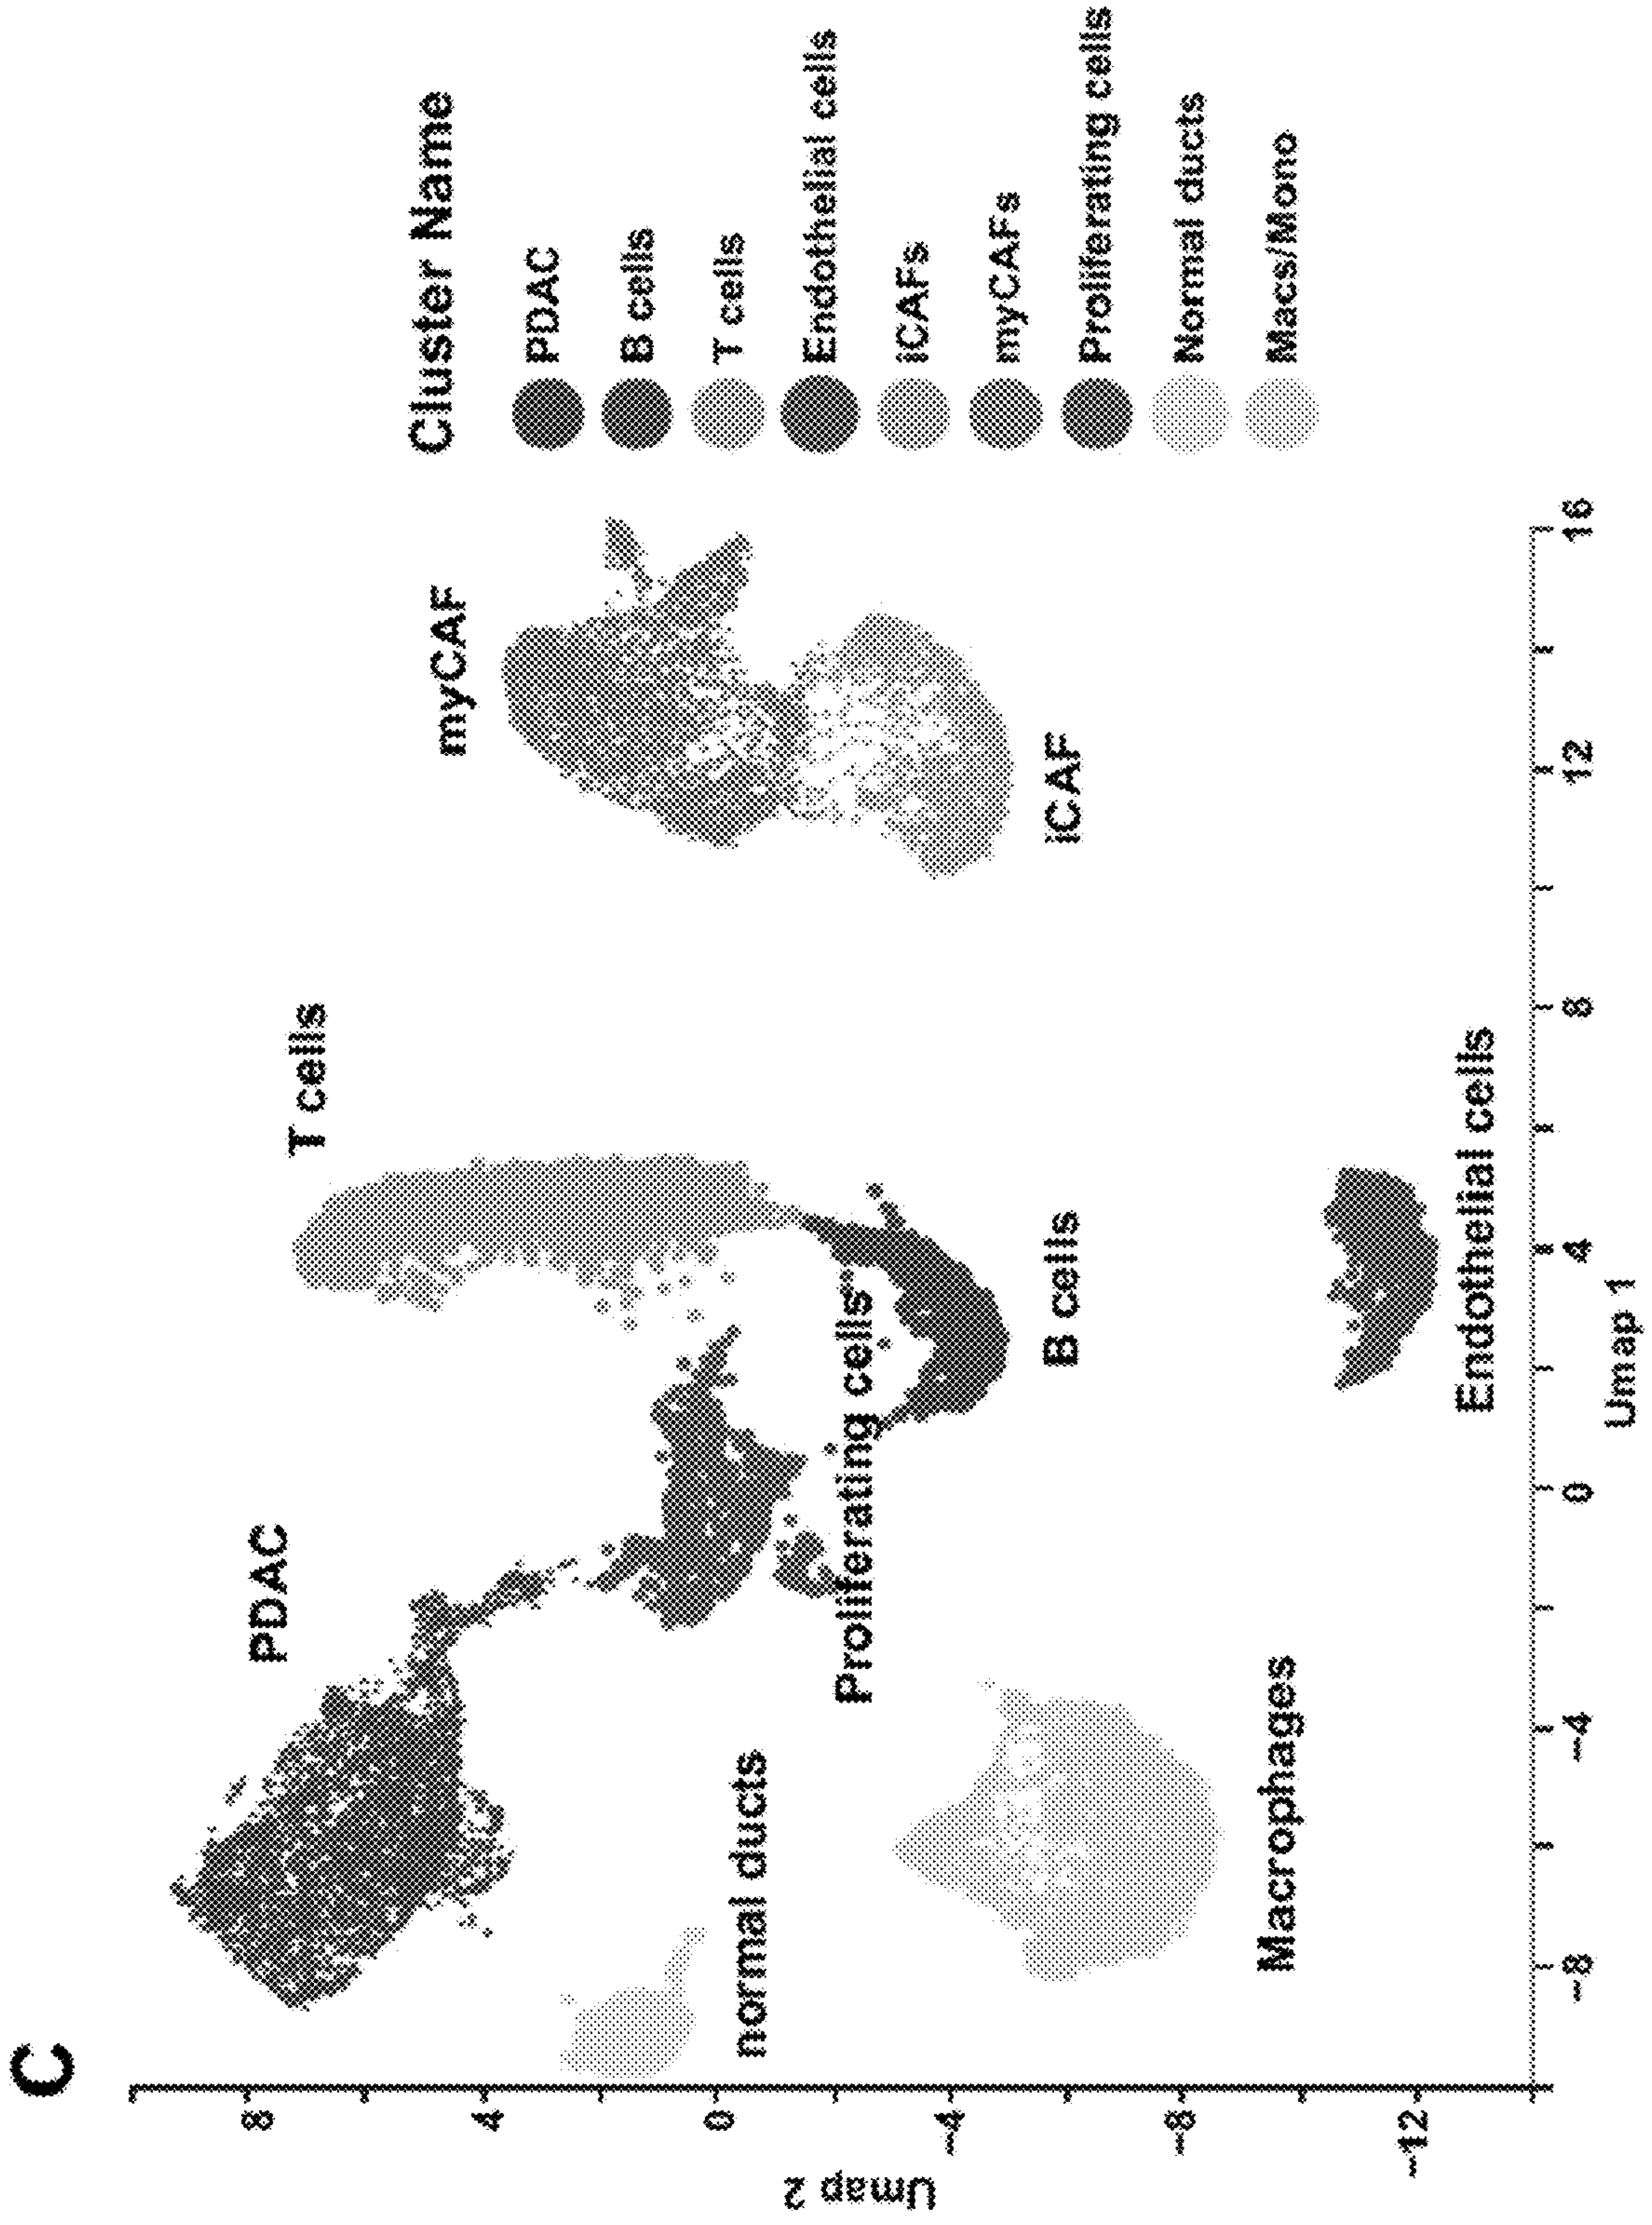 C
Cluster Name
PDAC
B cells
T cells
Endothelial cells
iCAFs
myCAFs
Proliferating cells
Normal ducts
Macs/Mono
PDAC
T cells
myCAF
normal ducts
Proliferating cells
B cells
iCAF
Macrophages
Endothelial cells
Umap 2
8
4
0
-4
-8
-12
-8
-4
0
4
8
12
16
Umap 1